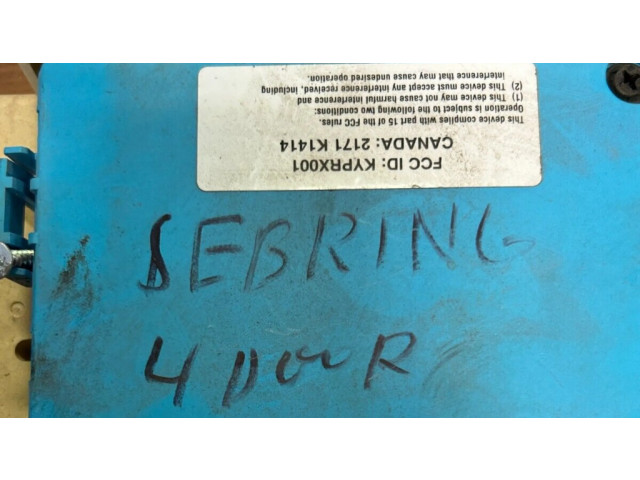 FCC ID: KYPRX001
CANADA: 2171 K1414
This device complies with part 15 of the FCC rules.
Operation is subject to the following two conditions:
(1) This device may not cause harmful interference and
(2) This device must accept any interference received, including
interference that may cause undesired operation.
SEBRING
4 DOOR